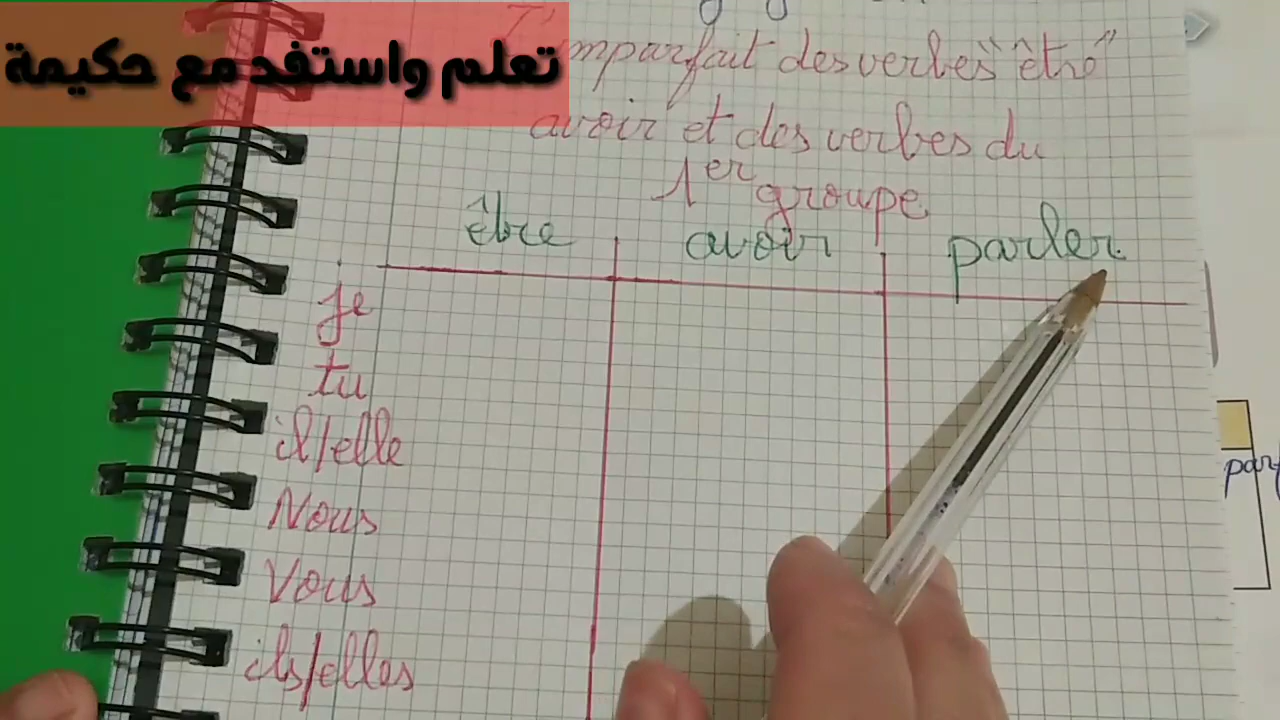 تعلم واستفد مع حكيمة
imparfait des verbes "être"
avoir et des verbes du
1er groupe
être avoir parler
je
tu
il/elle
Nous
Vous
ils/elles
par